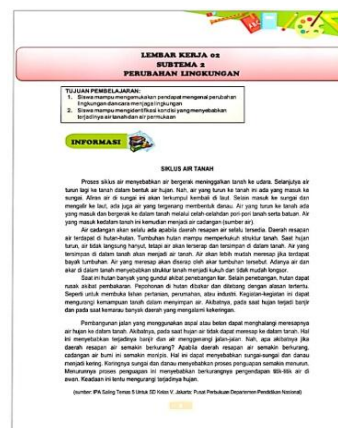 LEMBAR KERJA 02
SUBTEMA 2
PERUBAHAN LINGKUNGAN
TUJUAN PEMBELAJARAN:
1. Siswa mampu mengemukakan pendapat mengenai perubahan
lingkungan dan cara menjaga lingkungan
2. Siswa mampu mengidentifikasi kondisi yang menyebabkan
terjadinya air tanah dan air permukaan
INFORMASI
SIKLUS AIR TANAH
Proses siklus air menyebabkan air bergerak meninggalkan tanah ke udara. Selanjutnya air
turun lagi ke tanah dalam bentuk air hujan. Nah, air yang turun ke tanah ini ada yang masuk ke
sungai. Aliran air di sungai ini akan terkumpul kembali di laut. Selain masuk ke sungai dan
mengalir ke laut, ada juga air yang tergenang membentuk danau. Air yang turun ke tanah ada
yang masuk dan bergerak ke dalam tanah melalui celah-celah dan pori-pori tanah serta batuan. Air
yang masuk ke dalam tanah ini kemudian menjadi air cadangan (sumber air).
Air cadangan akan selalu ada apabila daerah resapan air selalu tersedia. Daerah resapan
air terdapat di hutan-hutan. Tumbuhan hutan mampu memperkukuh struktur tanah. Saat hujan
turun, air tidak langsung hanyut, tetapi air akan terserap dan tersimpan di dalam tanah. Air yang
tersimpan di dalam tanah akan menjadi air tanah. Air akan lebih mudah meresap jika terdapat
banyak tumbuhan. Air yang meresap akan diserap oleh akar tumbuhan tersebut. Adanya air dan
akar di dalam tanah menyebabkan struktur tanah menjadi kukuh dan tidak mudah longsor.
Saat ini hutan banyak yang gundul akibat penebangan liar. Selain penebangan, hutan dapat
rusak akibat pembakaran. Pepohonan di hutan dibakar dan ditebang dengan alasan tertentu.
Seperti untuk membuka lahan pertanian, perumahan, atau industri. Kegiatan-kegiatan ini dapat
mengurangi kemampuan tanah dalam menyimpan air. Akibatnya, pada saat hujan terjadi banjir
dan pada saat kemarau banyak daerah yang mengalami kekeringan.
Pembangunan jalan yang menggunakan aspal atau beton dapat menghalangi meresapnya
air hujan ke dalam tanah. Akibatnya, pada saat hujan air tidak dapat meresap ke dalam tanah. Hal
ini menyebabkan terjadinya banjir dan air menggenangi jalan-jalan. Nah, apa akibatnya jika
daerah resapan air semakin berkurang? Apabila daerah resapan air semakin berkurang,
cadangan air di bumi ini semakin menipis. Hal ini dapat menyebabkan sungai-sungai dan danau
menjadi kering. Keringnya sungai dan danau menyebabkan proses penguapan semakin menurun.
Menurunnya proses penguapan ini menyebabkan berkurangnya pengendapan titik-titik air di
awan. Keadaan ini tentu mengurangi terjadinya hujan.
(sumber: IPA Saling Temas 5 Untuk SD Kelas V. Jakarta: Pusat Perbukuan Departemen Pendidikan Nasional)